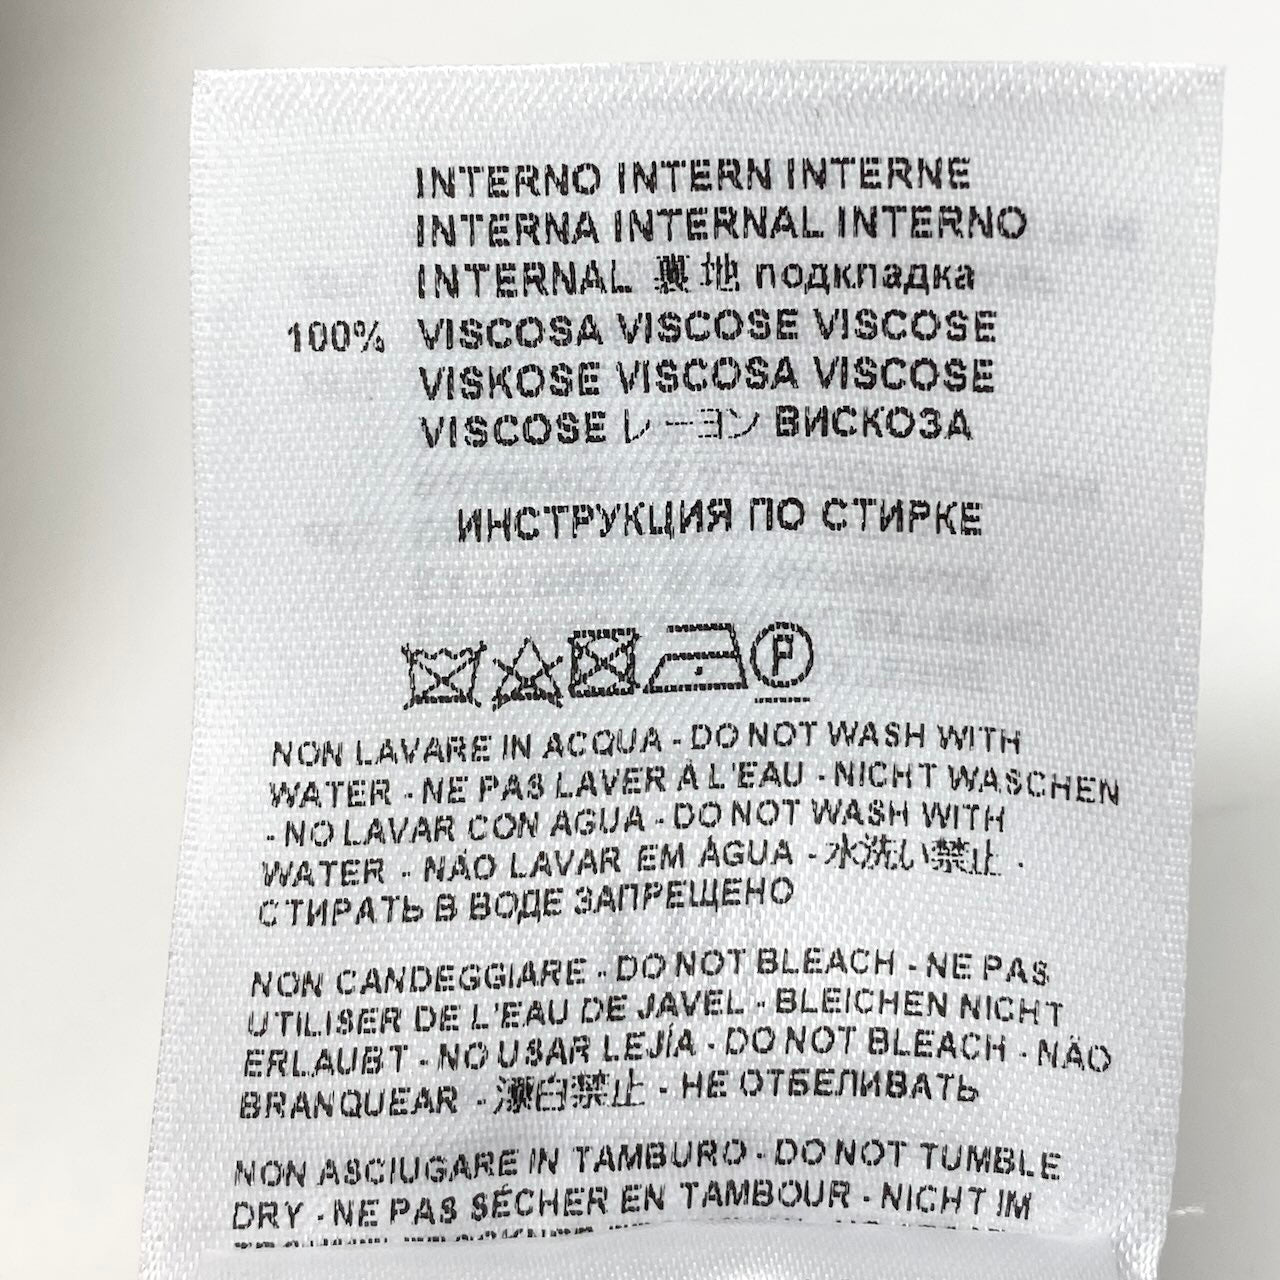 INTERNO INTERN INTERNE
INTERNA INTERNAL INTERNO
INTERNAL 裏地 подкладка
100% VISCOSA VISCOSE VISCOSE
VISKOSE VISCOSA VISCOSE
VISCOSE レーヨン ВИСКОЗА
ИНСТРУКЦИЯ ПО СТИРКЕ
P
NON LAVARE IN ACQUA - DO NOT WASH WITH
WATER - NE PAS LAVER À L'EAU - NICHT WASCHEN
- NO LAVAR CON AGUA - DO NOT WASH WITH
WATER - NÃO LAVAR EM ÁGUA - 水洗い禁止 -
СТИРАТЬ В ВОДЕ ЗАПРЕЩЕНО
NON CANDEGGIARE - DO NOT BLEACH - NE PAS
UTILISER DE L'EAU DE JAVEL - BLEICHEN NICHT
ERLAUBT - NO USAR LEJÍA - DO NOT BLEACH - NÃO
BRANQUEAR - 漂白禁止 - НЕ ОТБЕЛИВАТЬ
NON ASCIUGARE IN TAMBURO - DO NOT TUMBLE
DRY - NE PAS SÉCHER EN TAMBOUR - NICHT IM